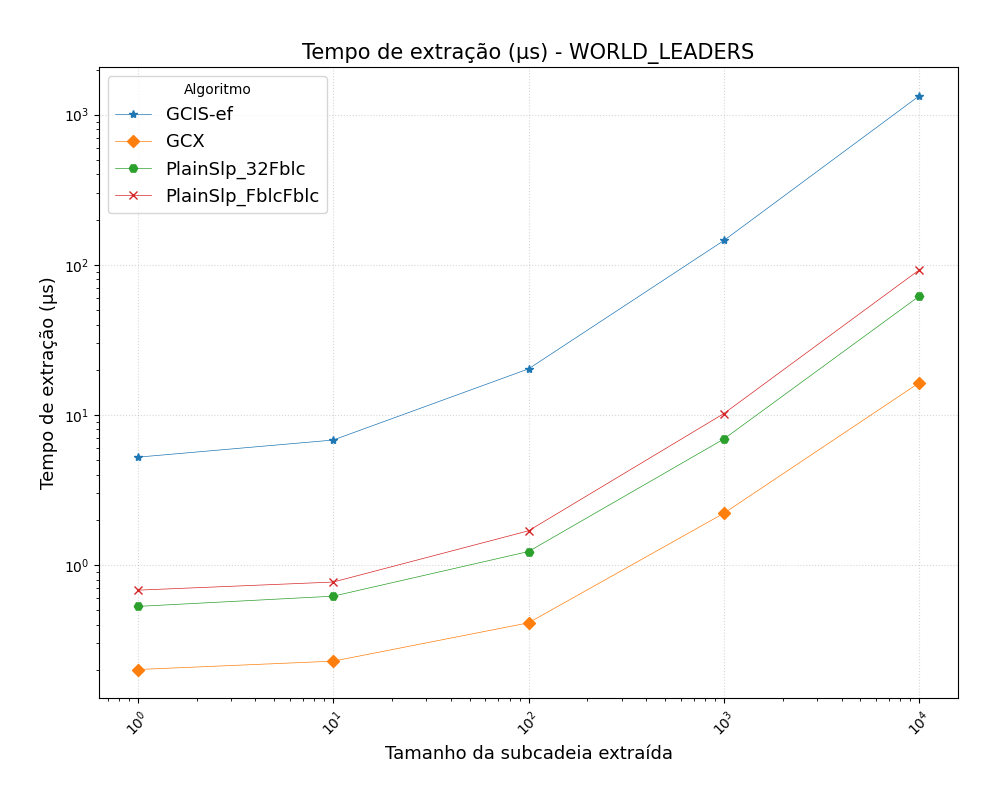 Tempo de extração (µs) - WORLD_LEADERS
Algoritmo
GCIS-ef
GCX
PlainSlp_32Fblc
PlainSlp_FblcFblc
Tempo de extração (µs)
10³
10²
10¹
10⁰
10⁰ 10¹ 10² 10³ 10⁴
Tamanho da subcadeia extraída